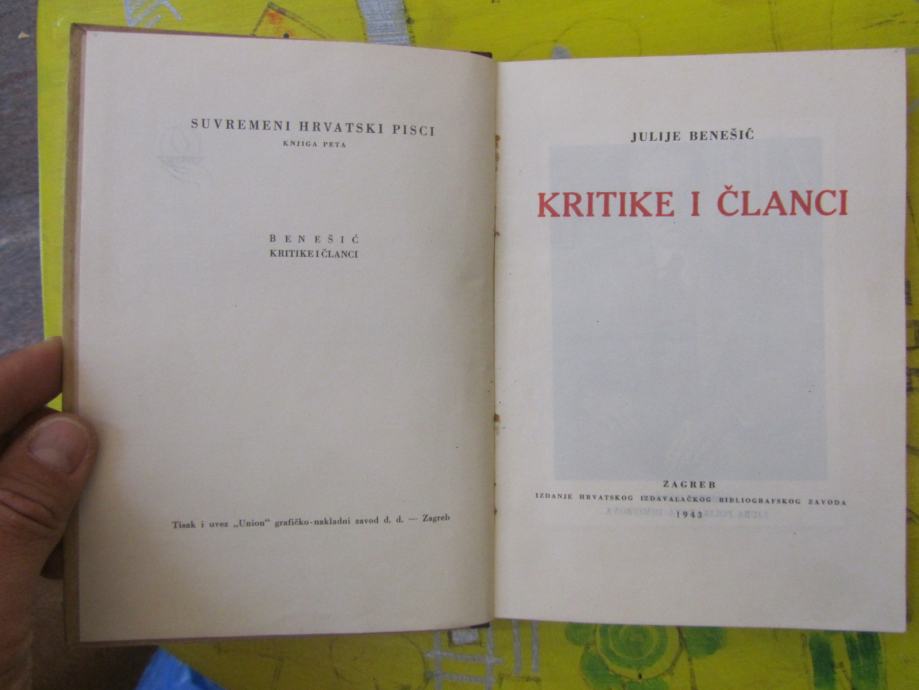 SUVREMENI HRVATSKI PISCI
KNJIGA PETA
BENEŠIĆ
KRITIKE I ČLANCI
Tisak i uvez „Union“ grafičko-nakladni zavod d. d. — Zagreb
JULIJE BENEŠIĆ
KRITIKE I ČLANCI
ZAGREB
IZDANJE HRVATSKOG IZDAVALAČKOG BIBLIOGRAFSKOG ZAVODA
1943